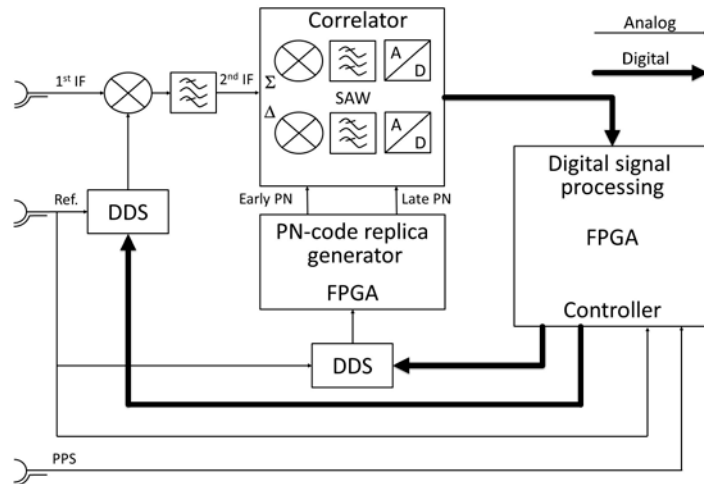 Correlator
Analog
Digital
1st IF
2nd IF
Σ
A
D
SAW
Δ
A
D
Ref.
DDS
Early PN
Late PN
Digital signal
processing
FPGA
Controller
PN-code replica
generator
FPGA
DDS
PPS